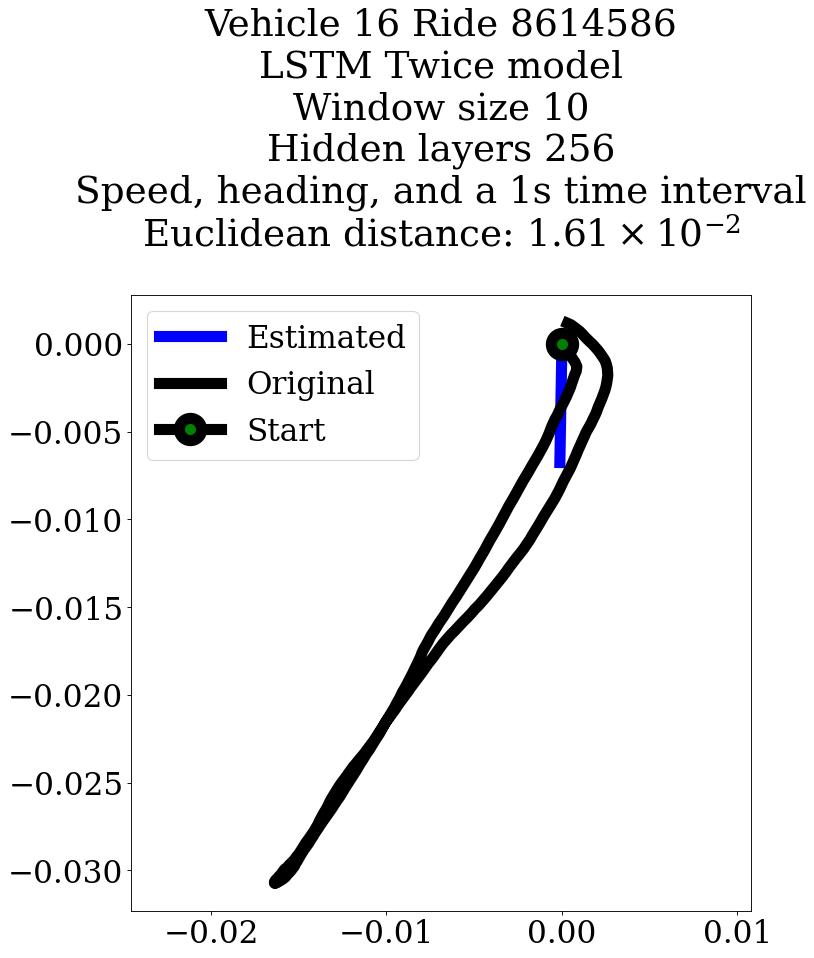 Vehicle 16 Ride 8614586
LSTM Twice model
Window size 10
Hidden layers 256
Speed, heading, and a 1s time interval
Euclidean distance: 1.61 × 10⁻²
Estimated
Original
Start
0.000
−0.005
−0.010
−0.015
−0.020
−0.025
−0.030
−0.02
−0.01
0.00
0.01